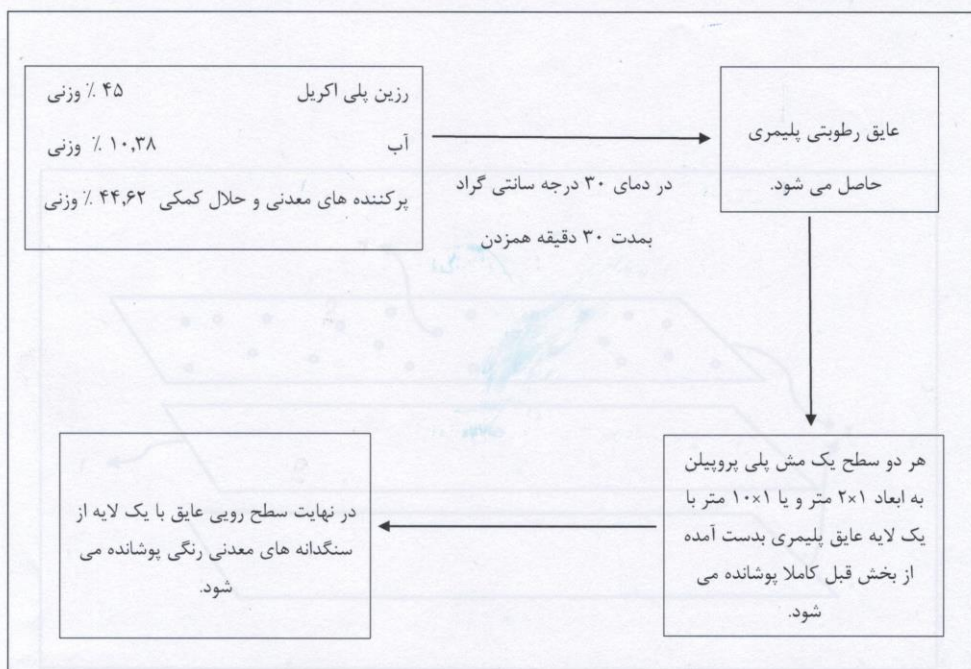 رزین پلی اکریل ۴۵ ٪ وزنی
آب ۱۰,۳۸ ٪ وزنی
پرکننده های معدنی و حلال کمکی ۴۴,۶۲ ٪ وزنی
در دمای ۳۰ درجه سانتی گراد
بمدت ۳۰ دقیقه همزدن
عایق رطوبتی پلیمری
حاصل می شود.
هر دو سطح یک مش پلی پروپیلن
به ابعاد ۱×۲ متر و یا ۱×۱۰ متر با
یک لایه عایق پلیمری بدست آمده
از بخش قبل کاملا پوشانده می
شود.
در نهایت سطح رویی عایق با یک لایه از
سنگدانه های معدنی رنگی پوشانده می
شود.